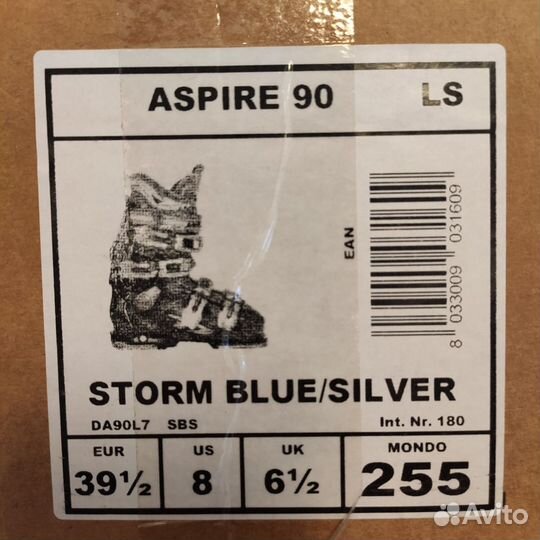 ASPIRE 90 LS
EAN
8 033009 031609
STORM BLUE/SILVER
DA90L7 SBS Int. Nr. 180
EUR US UK MONDO
39½ 8 6½ 255
Avito